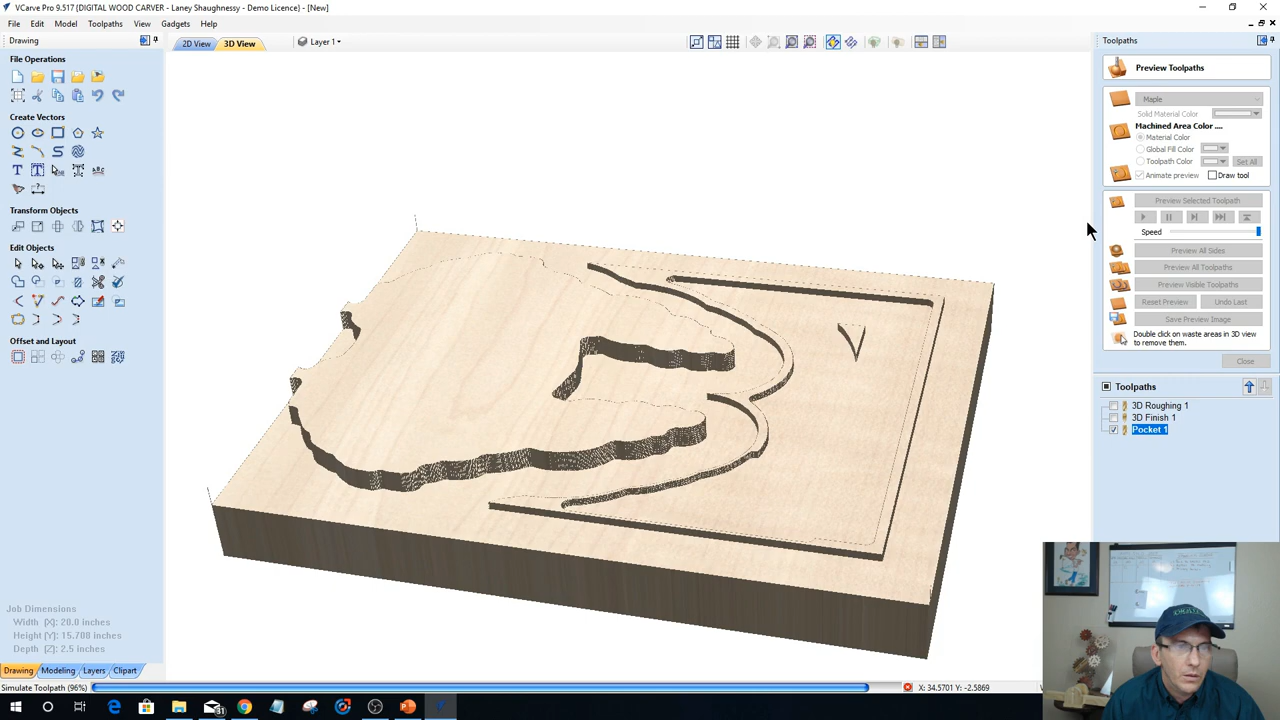 VCarve Pro 9.517 {DIGITAL WOOD CARVER - Laney Shaughnessy - Demo Licence} - [New]
File Edit Model Toolpaths View Gadgets Help
Drawing
2D View
3D View
Layer 1
Toolpaths
File Operations
Create Vectors
Transform Objects
Edit Objects
Offset and Layout
Job Dimensions
Width (X): 20.0 inches
Height (Y): 15.708 inches
Depth (Z): 2.5 inches
Drawing Modeling Layers Clipart
Simulate Toolpath (96%)
X: 34.5701 Y: -2.5869
Preview Toolpaths
Maple
Solid Material Color
Machined Area Color ....
Material Color
Global Fill Color
Toolpath Color
Set All
Animate preview
Draw tool
Preview Selected Toolpath
Speed
Preview All Sides
Preview All Toolpaths
Preview Visible Toolpaths
Reset Preview
Undo Last
Save Preview Image
Double click on waste areas in 3D view
to remove them.
Close
Toolpaths
3D Roughing 1
3D Finish 1
Pocket 1